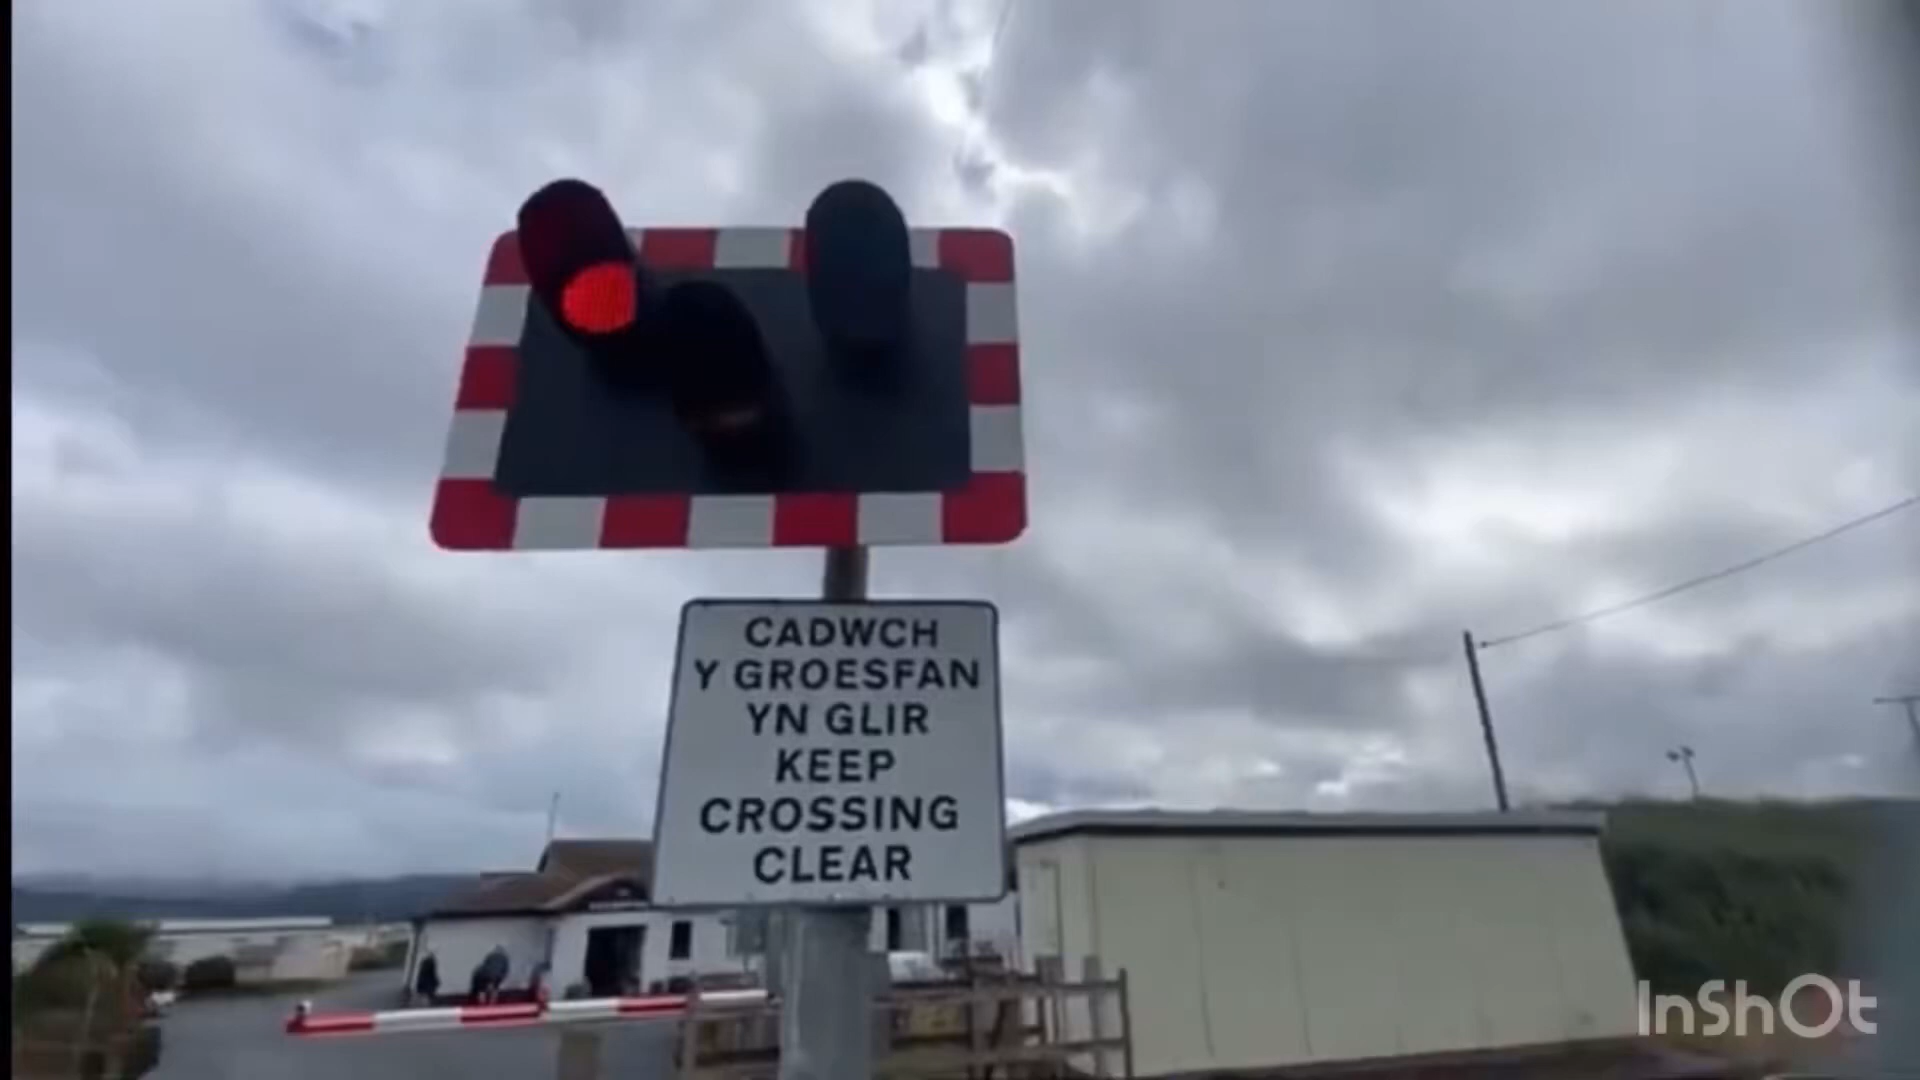 CADWCH
Y GROESFAN
YN GLIR
KEEP
CROSSING
CLEAR
InShOt